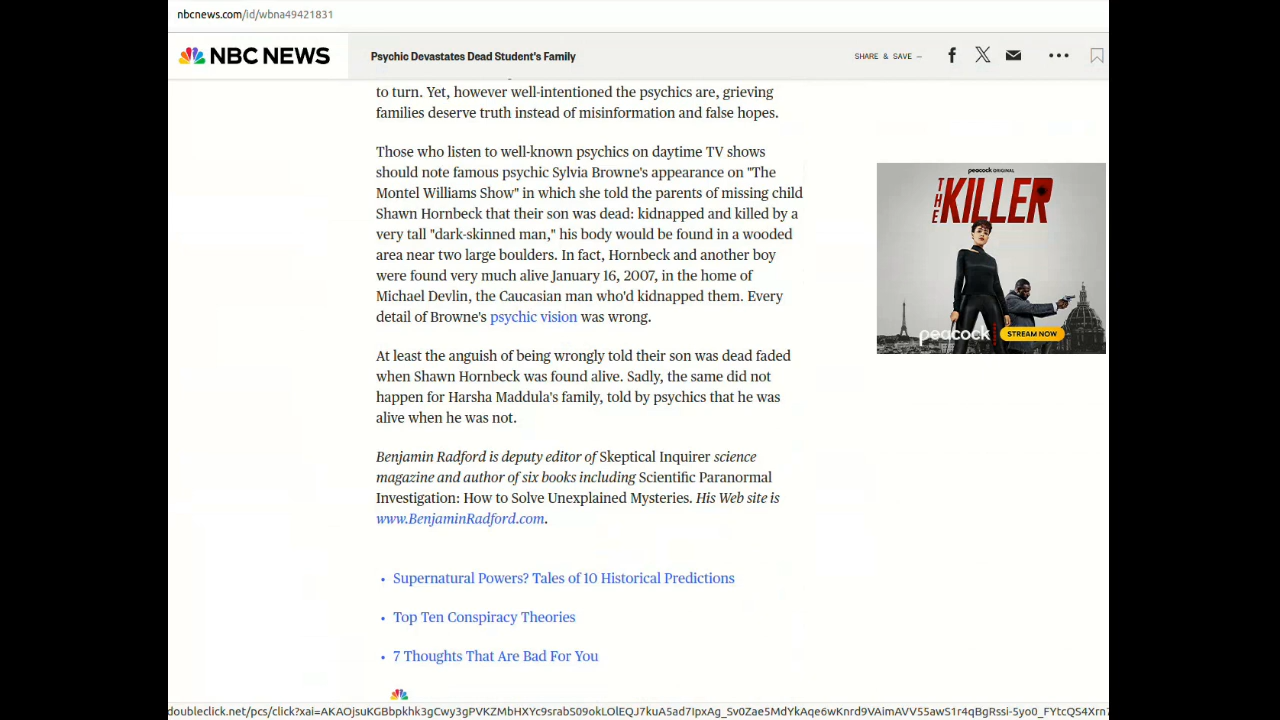 nbcnews.com/id/wbna49421831
NBC NEWS
Psychic Devastates Dead Student's Family
SHARE & SAVE —
to turn. Yet, however well-intentioned the psychics are, grieving
families deserve truth instead of misinformation and false hopes.
Those who listen to well-known psychics on daytime TV shows
should note famous psychic Sylvia Browne's appearance on "The
Montel Williams Show" in which she told the parents of missing child
Shawn Hornbeck that their son was dead: kidnapped and killed by a
very tall "dark-skinned man," his body would be found in a wooded
area near two large boulders. In fact, Hornbeck and another boy
were found very much alive January 16, 2007, in the home of
Michael Devlin, the Caucasian man who'd kidnapped them. Every
detail of Browne's psychic vision was wrong.
At least the anguish of being wrongly told their son was dead faded
when Shawn Hornbeck was found alive. Sadly, the same did not
happen for Harsha Maddula's family, told by psychics that he was
alive when he was not.
Benjamin Radford is deputy editor of Skeptical Inquirer science
magazine and author of six books including Scientific Paranormal
Investigation: How to Solve Unexplained Mysteries. His Web site is
www.BenjaminRadford.com.
• Supernatural Powers? Tales of 10 Historical Predictions
• Top Ten Conspiracy Theories
• 7 Thoughts That Are Bad For You
peacock ORIGINAL
THE KILLER
peacock
STREAM NOW